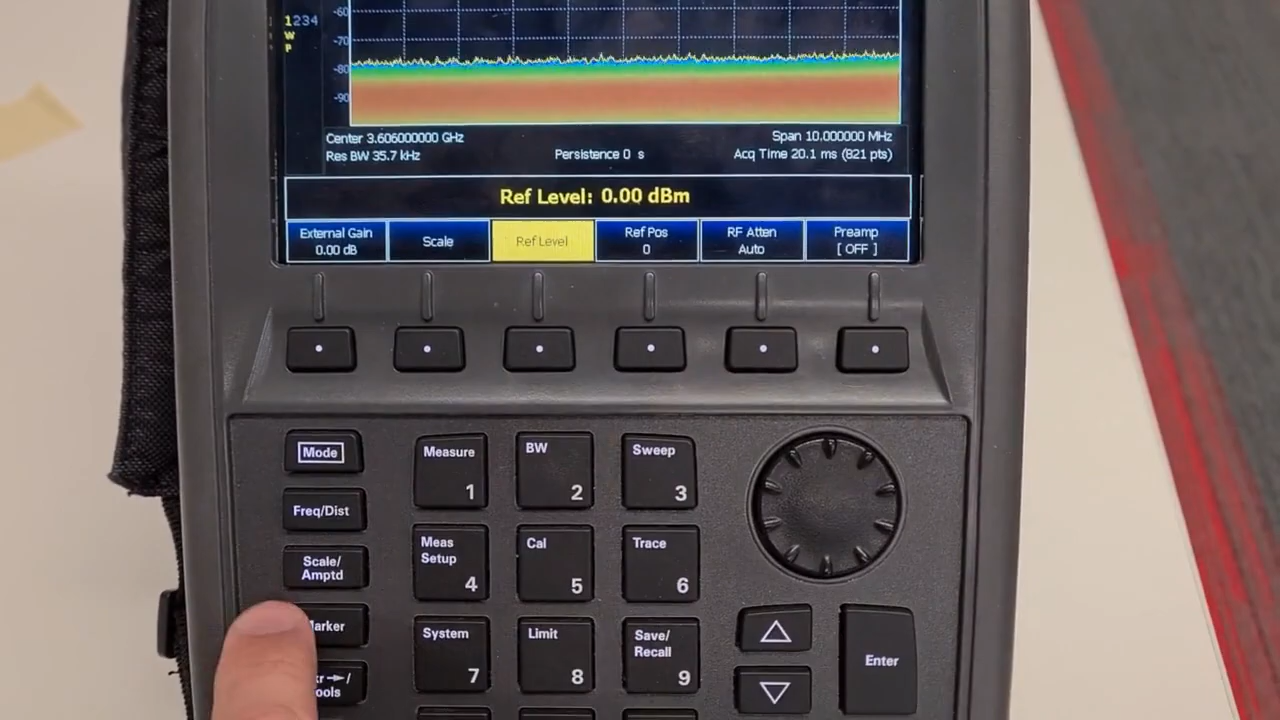 -60
1234
W
-70
P
-80
-90
Center 3.606000000 GHz
Span 10.000000 MHz
Res BW 35.7 kHz
Persistence 0 s
Acq Time 20.1 ms (821 pts)
Ref Level: 0.00 dBm
External Gain
0.00 dB
Scale
Ref Level
Ref Pos
0
RF Atten
Auto
Preamp
[ OFF ]
Mode
Measure
1
BW
2
Sweep
3
Freq/Dist
Scale/
Amptd
Meas
Setup
4
Cal
5
Trace
6
Marker
System
7
Limit
8
Save/
Recall
9
Enter